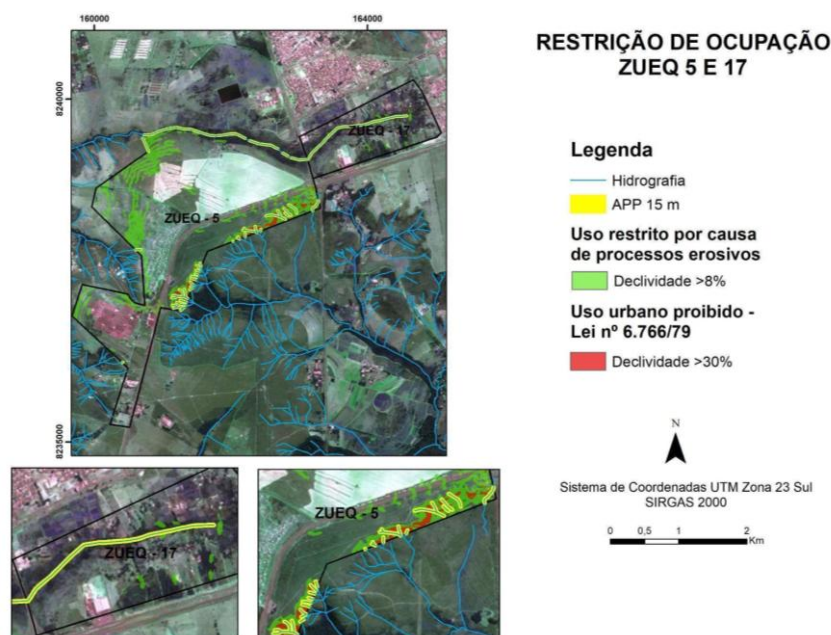 160000
164000
8240000
8235000
ZUEQ - 17
ZUEQ - 5
ZUEQ - 17
ZUEQ - 5
RESTRIÇÃO DE OCUPAÇÃO
ZUEQ 5 E 17
Legenda
Hidrografia
APP 15 m
Uso restrito por causa
de processos erosivos
Declividade >8%
Uso urbano proibido -
Lei nº 6.766/79
Declividade >30%
N
Sistema de Coordenadas UTM Zona 23 Sul
SIRGAS 2000
0 0,5 1 2
Km